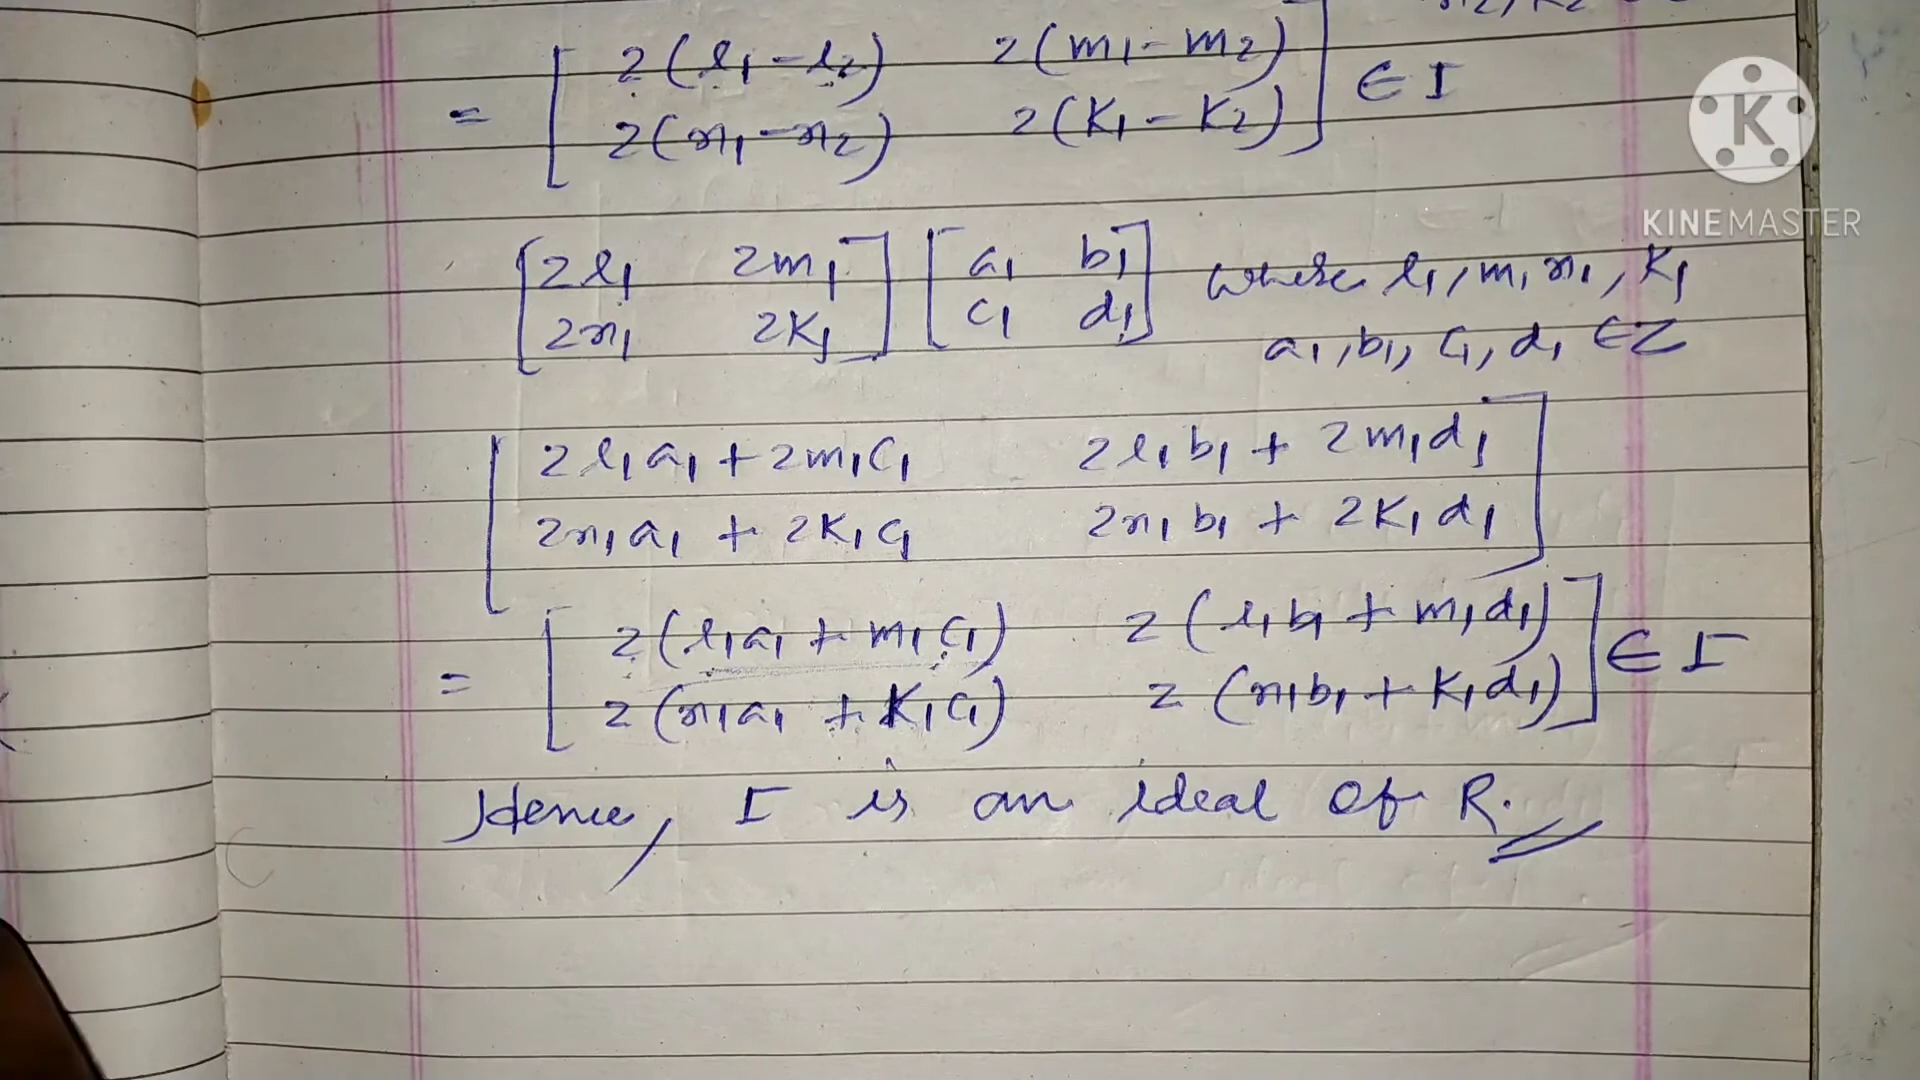 = [ 2(l1 - l2) 2(m1 - m2)
2(n1 - n2) 2(K1 - K2) ] ∈ I
K
KINEMASTER
[ 2l1 2m1
2n1 2K1 ] [ a1 b1
c1 d1 ] where l1, m1 n1, K1
a1, b1, c1, d1 ∈ Z
[ 2l1a1 + 2m1c1 2l1b1 + 2m1d1
2n1a1 + 2K1c1 2n1b1 + 2K1d1 ]
= [ 2(l1a1 + m1c1) 2(l1b1 + m1d1)
2(n1a1 + K1c1) 2(n1b1 + K1d1) ] ∈ I
Hence, I is an ideal of R.